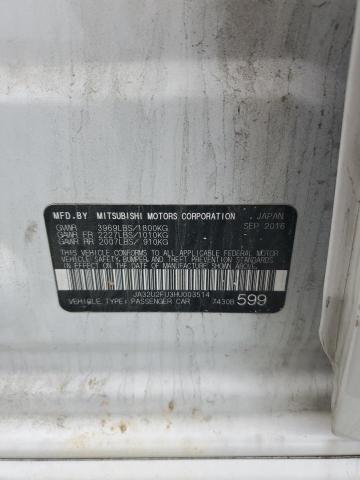 MFD.BY MITSUBISHI MOTORS CORPORATION JAPAN
GVWR 3969LBS/1800KG SEP 2016
GAWR FR 2227LBS/1010KG
GAWR RR 2007LBS/ 910KG
THIS VEHICLE CONFORMS TO ALL APPLICABLE FEDERAL MOTOR
VEHICLE SAFETY, BUMPER, AND THEFT PREVENTION STANDARDS
IN EFFECT ON THE DATE OF MANUFACTURE SHOWN ABOVE.
JA32U2FU3HU003514
VEHICLE TYPE: PASSENGER CAR 7430B 599